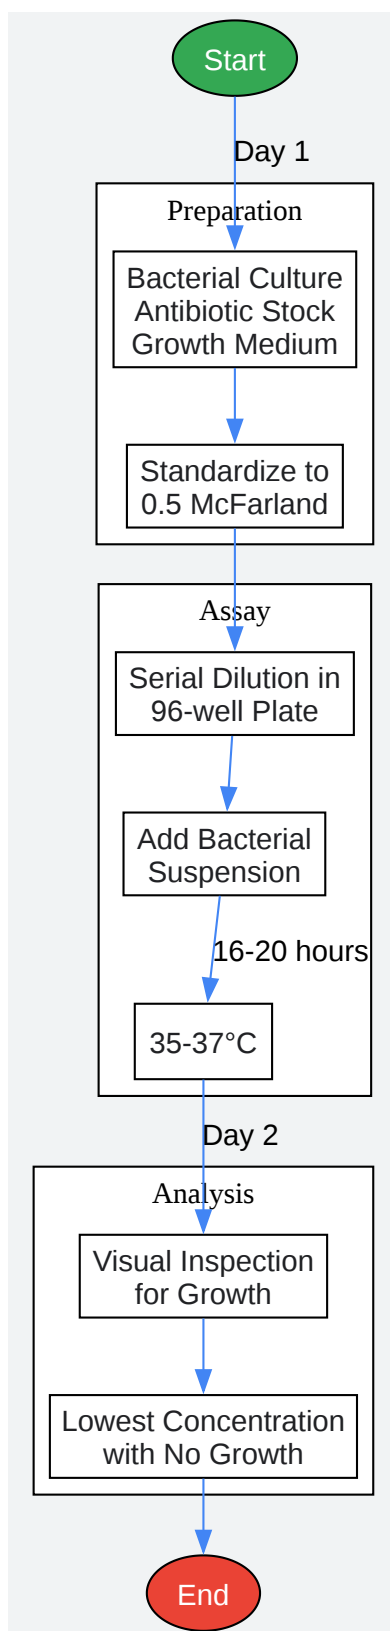 Start
Day 1
Preparation
Bacterial Culture
Antibiotic Stock
Growth Medium
Standardize to
0.5 McFarland
Assay
Serial Dilution in
96-well Plate
Add Bacterial
Suspension
16-20 hours
35-37°C
Day 2
Analysis
Visual Inspection
for Growth
Lowest Concentration
with No Growth
End